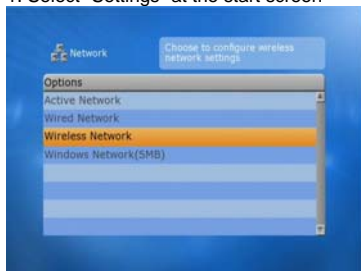 1. Select "Settings" at the start screen
Network
Choose to configure wireless
network settings
Options
Active Network
Wired Network
Wireless Network
Windows Network(SMB)